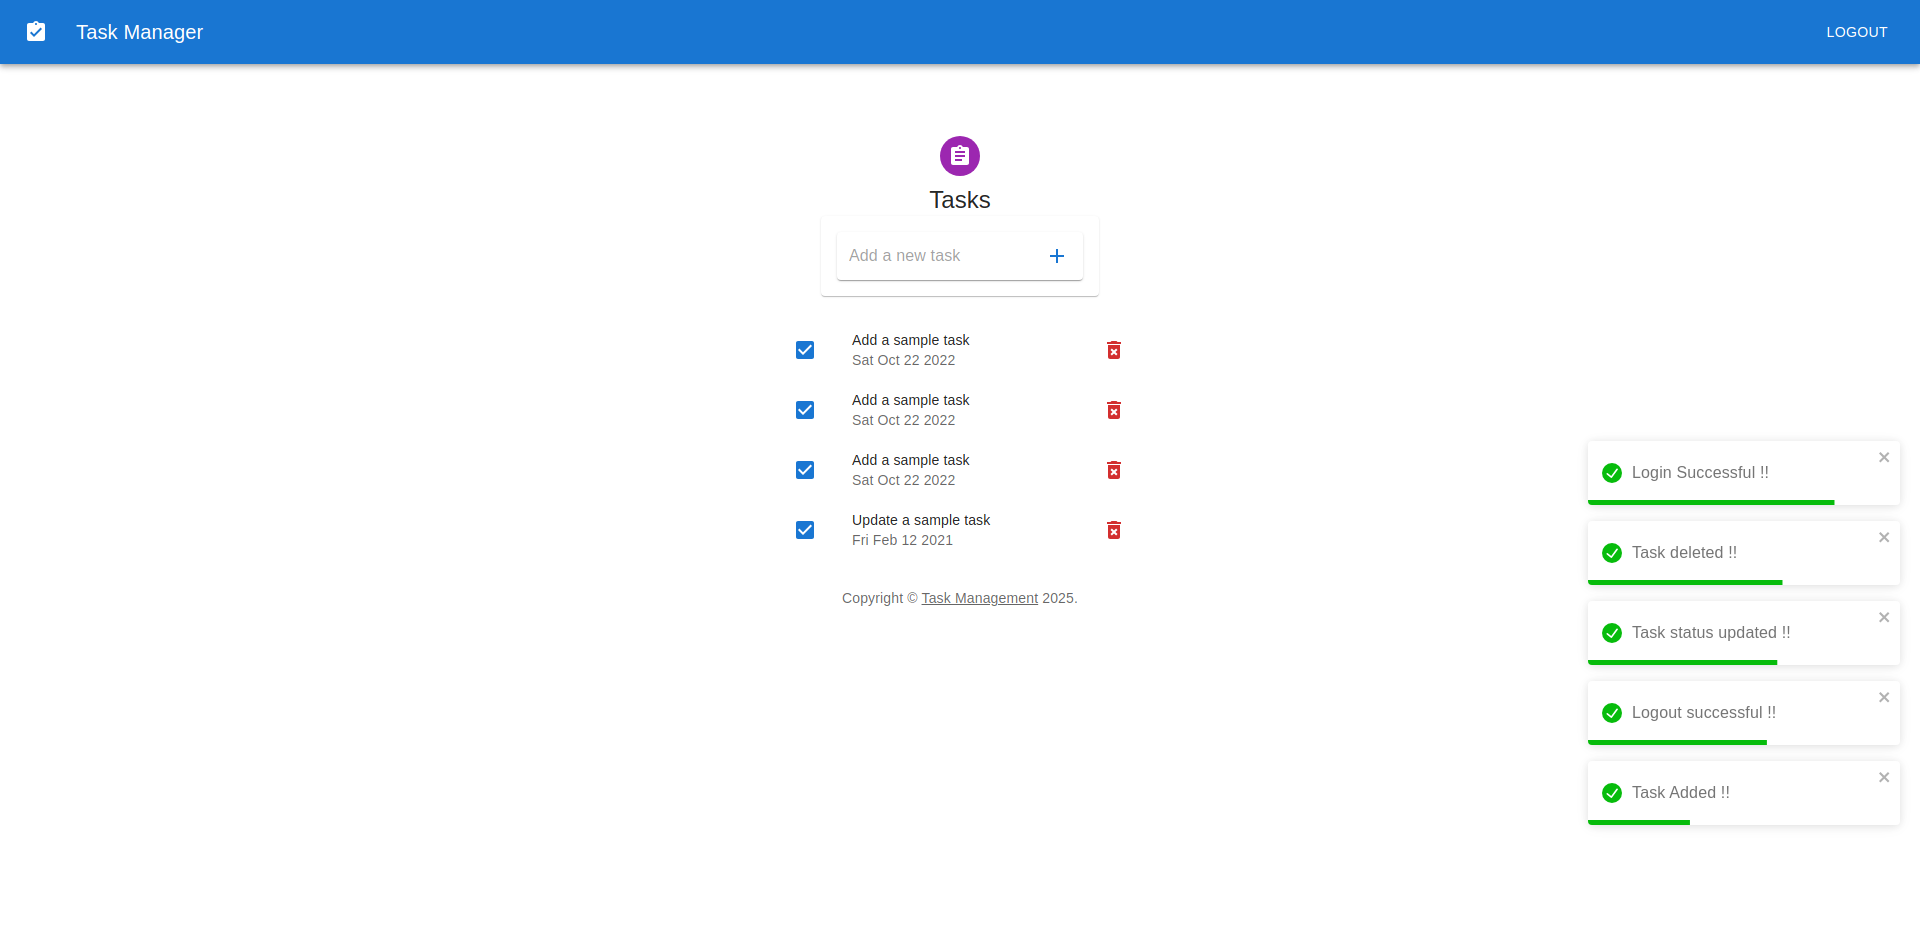 Task Manager
LOGOUT
Tasks
Add a new task
Add a sample task
Sat Oct 22 2022
Add a sample task
Sat Oct 22 2022
Add a sample task
Sat Oct 22 2022
Update a sample task
Fri Feb 12 2021
Copyright © Task Management 2025.
Login Successful !!
Task deleted !!
Task status updated !!
Logout successful !!
Task Added !!